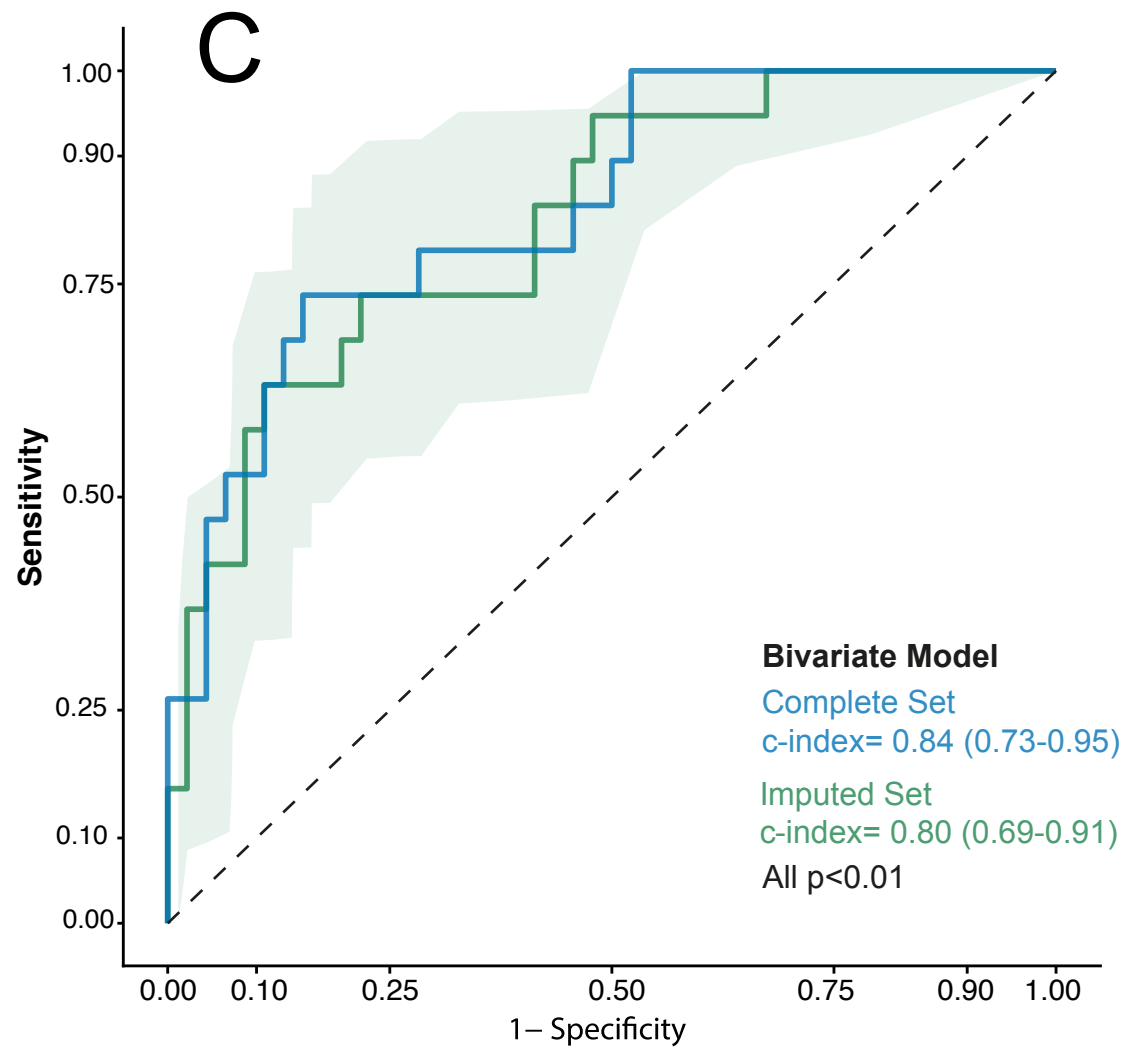 C
1.00
0.90
0.75
0.50
0.25
0.10
0.00
Sensitivity
Bivariate Model
Complete Set
c-index= 0.84 (0.73-0.95)
Imputed Set
c-index= 0.80 (0.69-0.91)
All p<0.01
0.00 0.10 0.25 0.50 0.75 0.90 1.00
1– Specificity